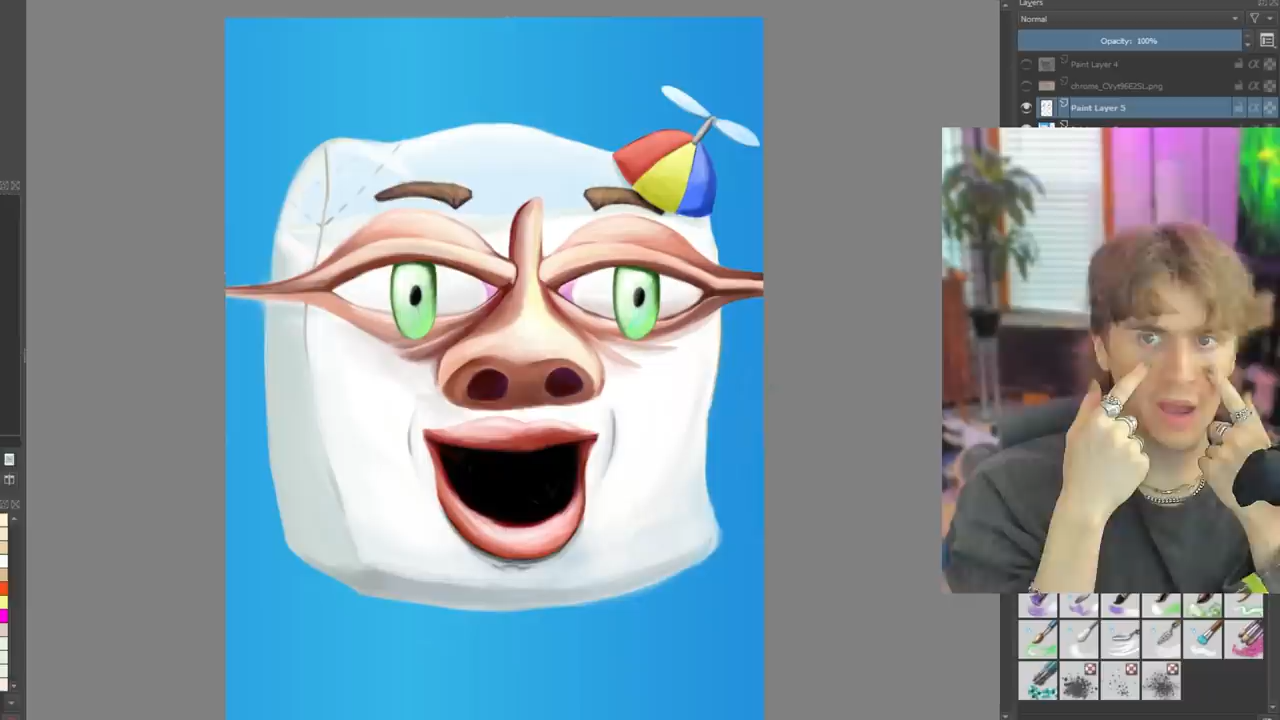 Layers
Normal
Opacity: 100%
Paint Layer 4
chrome_CVyt96E2SL.png
Paint Layer 5